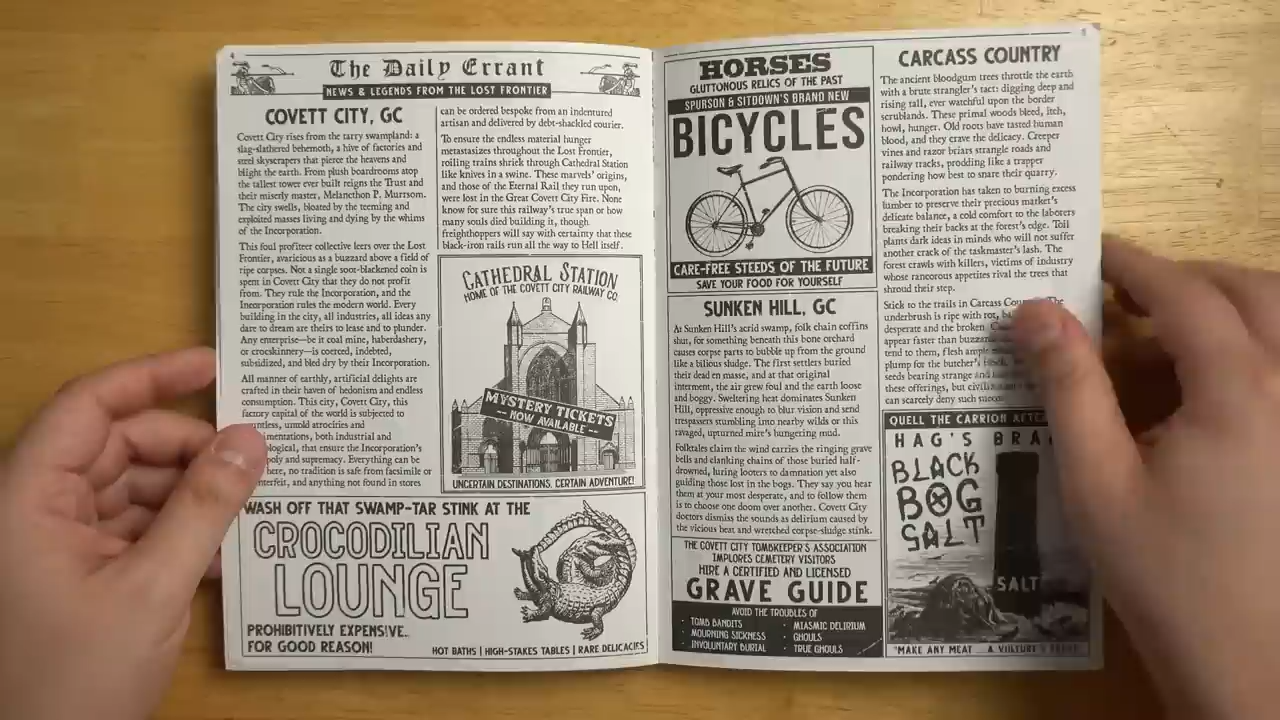 4
The Daily Errant
NEWS & LEGENDS FROM THE LOST FRONTIER
COVETT CITY, GC
Covett City rises from the tarry swampland: a
slag-slathered behemoth, a hive of factories and
steel skyscrapers that pierce the heavens and
blight the earth. From plush boardrooms atop
the tallest tower ever built reigns the Trust and
their miserly master, Melancthon P. Murrsom.
The city swells, bloated by the teeming and
exploited masses living and dying by the whims
of the Incorporation.
This foul profiteer collective leers over the Lost
Frontier, avaricious as a buzzard above a field of
ripe corpses. Not a single soot-blackened coin is
spent in Covett City that they do not profit
from. They rule the Incorporation, and the
Incorporation rules the modern world. Every
building in the city, all industries, all ideas any
dare to dream are theirs to lease and to plunder.
Any enterprise—be it coal mine, haberdashery,
or crocskinnery—is coerced, indebted,
subsidized, and bled dry by their Incorporation.
All manner of earthly, artificial delights are
crafted in their haven of hedonism and endless
consumption. This city, Covett City, this
factory capital of the world is subjected to
untold atrocities and
both industrial and
that ensure the Incorporation's
and supremacy. Everything can be
no tradition is safe from facsimile or
and anything not found in stores
can be ordered bespoke from an indentured
artisan and delivered by debt-shackled courier.
To ensure the endless material hunger
metastasizes throughout the Lost Frontier,
roiling trains shriek through Cathedral Station
like knives in a swine. These marvels' origins,
and those of the Eternal Rail they run upon,
were lost in the Great Covett City Fire. None
know for sure this railway's true span or how
many souls died building it, though
freighthoppers will say with certainty that these
black-iron rails run all the way to Hell itself.
CATHEDRAL STATION
HOME OF THE COVETT CITY RAILWAY CO.
MYSTERY TICKETS
-- NOW AVAILABLE --
UNCERTAIN DESTINATIONS, CERTAIN ADVENTURE!
WASH OFF THAT SWAMP-TAR STINK AT THE
CROCODILIAN
LOUNGE
PROHIBITIVELY EXPENSIVE..
FOR GOOD REASON!
HOT BATHS | HIGH-STAKES TABLES | RARE DELICACIES
HORSES
GLUTTONOUS RELICS OF THE PAST
SPURSON & SITDOWN'S BRAND NEW
BICYCLES
CARE-FREE STEEDS OF THE FUTURE
SAVE YOUR FOOD FOR YOURSELF
SUNKEN HILL, GC
At Sunken Hill's acrid swamp, folk chain coffins
shut, for something beneath this bone orchard
causes corpse parts to bubble up from the ground
like a bilious sludge. The first settlers buried
their dead en masse, and at that original
interment, the air grew foul and the earth loose
and boggy. Sweltering heat dominates Sunken
Hill, oppressive enough to blur vision and send
trespassers stumbling into nearby wilds or this
ravaged, upturned mire's hungering mud.
Folktales claim the wind carries the ringing grave
bells and clanking chains of those buried half-
drowned, luring looters to damnation yet also
guiding those lost in the bogs. They say you hear
them at your most desperate, and to follow them
is to choose one doom over another. Covett City
doctors dismiss the sounds as delirium caused by
the vicious heat and wretched corpse-sludge stink.
THE COVETT CITY TOMBKEEPER'S ASSOCIATION
IMPLORES CEMETERY VISITORS
HIRE A CERTIFIED AND LICENSED
GRAVE GUIDE
AVOID THE TROUBLES OF
· TOMB BANDITS
· MOURNING SICKNESS
· INVOLUNTARY BURIAL
· MIASMIC DELIRIUM
· GHOULS
· TRUE GHOULS
5
CARCASS COUNTRY
The ancient bloodgum trees throttle the earth
with a brute strangler's tact: digging deep and
rising tall, ever watchful upon the border
scrublands. These primal woods bleed, itch,
howl, hunger. Old roots have tasted human
blood, and they crave the delicacy. Creeper
vines and razor briars strangle roads and
railway tracks, prodding like a trapper
pondering how best to snare their quarry.
The Incorporation has taken to burning excess
lumber to preserve their precious market's
delicate balance, a cold comfort to the laborers
breaking their backs at the forest's edge. Toil
plants dark ideas in minds who will not suffer
another crack of the taskmaster's lash. The
forest crawls with killers, victims of industry
whose rancorous appetites rival the trees that
shroud their step.
Stick to the trails in Carcass The
underbrush is ripe with rot,
desperate and the broken.
appear faster than
tend to them, flesh
plump for the butcher's
seeds bearing strange and
these offerings, but
can scarcely deny such
QUELL THE CARRION
HAG'S
BLACK
BOG
SALT
SALT
"MAKE ANY MEAT A VULTURE'S